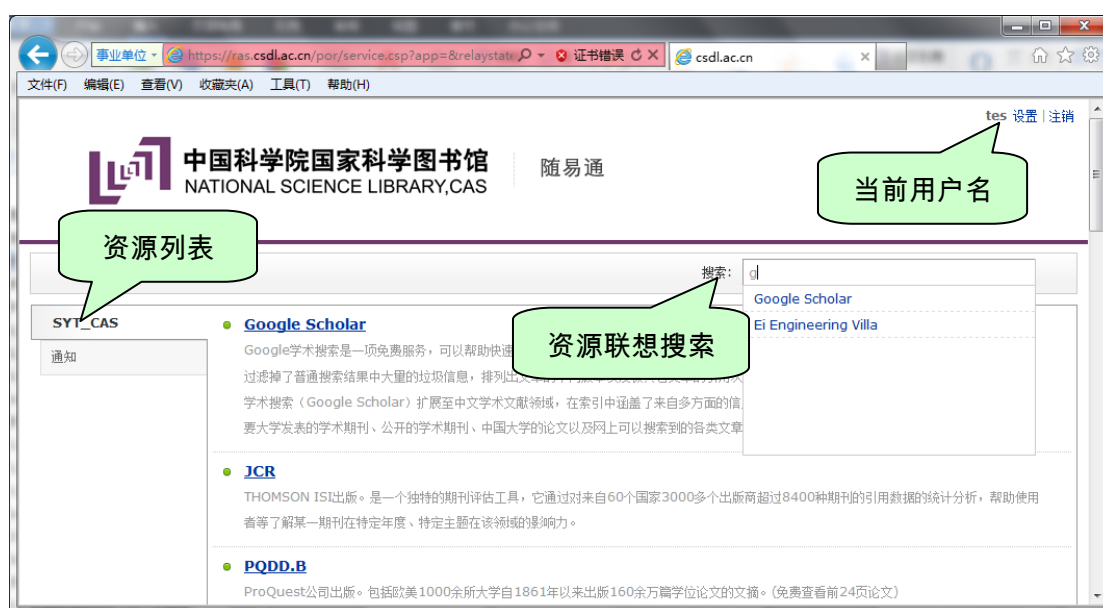 事业单位 https://ras.csdl.ac.cn/por/service.csp?app=&relaystat 证书错误 csdl.ac.cn
文件(F) 编辑(E) 查看(V) 收藏夹(A) 工具(T) 帮助(H)
tes 设置 | 注销
中国科学院国家科学图书馆
NATIONAL SCIENCE LIBRARY,CAS
随易通
当前用户名
资源列表
搜索: g
Google Scholar
Ei Engineering Villa
资源联想搜索
SYT_CAS
通知
Google Scholar
Google学术搜索是一项免费服务，可以帮助快速
过滤掉了普通搜索结果中大量的垃圾信息，排列出文章的
学术搜索（Google Scholar）扩展至中文学术文献领域，在索引中涵盖了来自多方面的信
要大学发表的学术期刊、公开的学术期刊、中国大学的论文以及网上可以搜索到的各类文章
JCR
THOMSON ISI出版。是一个独特的期刊评估工具，它通过对来自60个国家3000多个出版商超过8400种期刊的引用数据的统计分析，帮助使用
者等了解某一期刊在特定年度、特定主题在该领域的影响力。
PQDD.B
ProQuest公司出版。包括欧美1000余所大学自1861年以来出版160余万篇学位论文的文摘。(免费查看前24页论文)